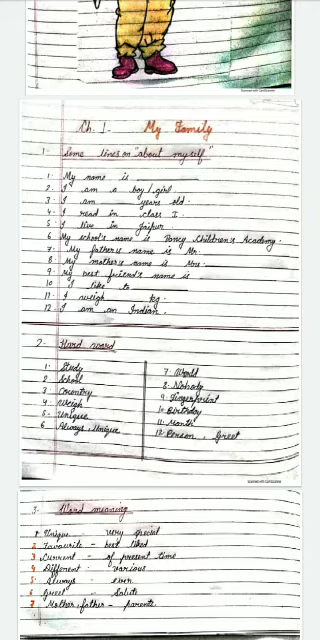 Ch. 1- My Family
1- Some lines on "about my self"
1. My name is
2. I am a boy/girl.
3. I am years old.
4. I read in class I.
5. I live in Jaipur.
6. My school's name is Children's Academy.
7. My father's name is Mr.
8. My mother's name is Mrs.
9. My best friend's name is
10 I like to
11. I weigh kg.
12. I am an Indian.
2- Hard word
1. Study
2. School
3. Country
4. Weigh
5- Unique
6 Always, Unique
7. World
8. Nobody
9. Fingerprint
10. Birthday
11. Month
12. Person, Greet
3. Word meaning
1. Unique - very special
2 Favourite - best liked
3 Current - of present time
4 Different - various
5. Always - ever
6 Greet - Salute
7 Mother, father - parents